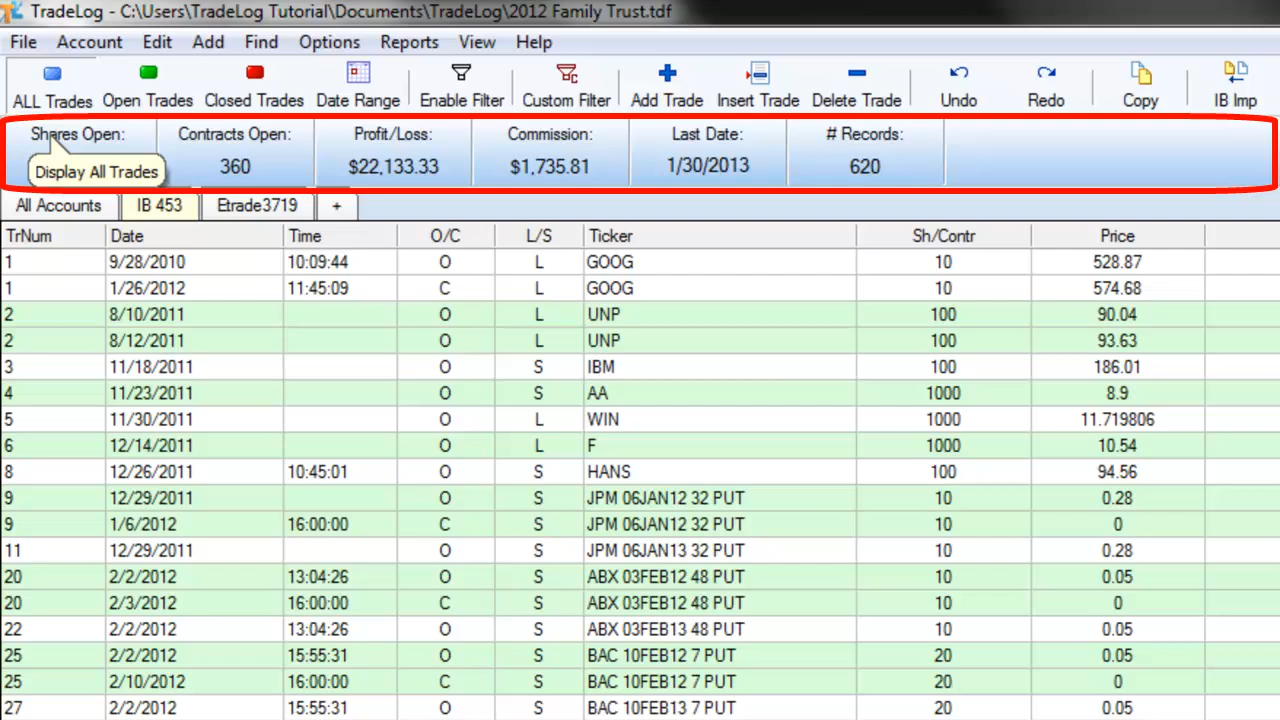 TradeLog - C:\Users\TradeLog Tutorial\Documents\TradeLog\2012 Family Trust.tdf
File Account Edit Add Find Options Reports View Help
ALL Trades Open Trades Closed Trades Date Range Enable Filter Custom Filter Add Trade Insert Trade Delete Trade Undo Redo Copy IB Imp
Shares Open: Contracts Open: Profit/Loss: Commission: Last Date: # Records:
Display All Trades 360 $22,133.33 $1,735.81 1/30/2013 620
All Accounts IB 453 Etrade3719 +
TrNum Date Time O/C L/S Ticker Sh/Contr Price
1 9/28/2010 10:09:44 O L GOOG 10 528.87
1 1/26/2012 11:45:09 C L GOOG 10 574.68
2 8/10/2011 O L UNP 100 90.04
2 8/12/2011 O L UNP 100 93.63
3 11/18/2011 O S IBM 100 186.01
4 11/23/2011 O S AA 1000 8.9
5 11/30/2011 O L WIN 1000 11.719806
6 12/14/2011 O L F 1000 10.54
8 12/26/2011 10:45:01 O S HANS 100 94.56
9 12/29/2011 O S JPM 06JAN12 32 PUT 10 0.28
9 1/6/2012 16:00:00 C S JPM 06JAN12 32 PUT 10 0
11 12/29/2011 O S JPM 06JAN13 32 PUT 10 0.28
20 2/2/2012 13:04:26 O S ABX 03FEB12 48 PUT 10 0.05
20 2/3/2012 16:00:00 C S ABX 03FEB12 48 PUT 10 0
22 2/2/2012 13:04:26 O S ABX 03FEB13 48 PUT 10 0.05
25 2/2/2012 15:55:31 O S BAC 10FEB12 7 PUT 20 0.05
25 2/10/2012 16:00:00 C S BAC 10FEB12 7 PUT 20 0
27 2/2/2012 15:55:31 O S BAC 10FEB13 7 PUT 20 0.05